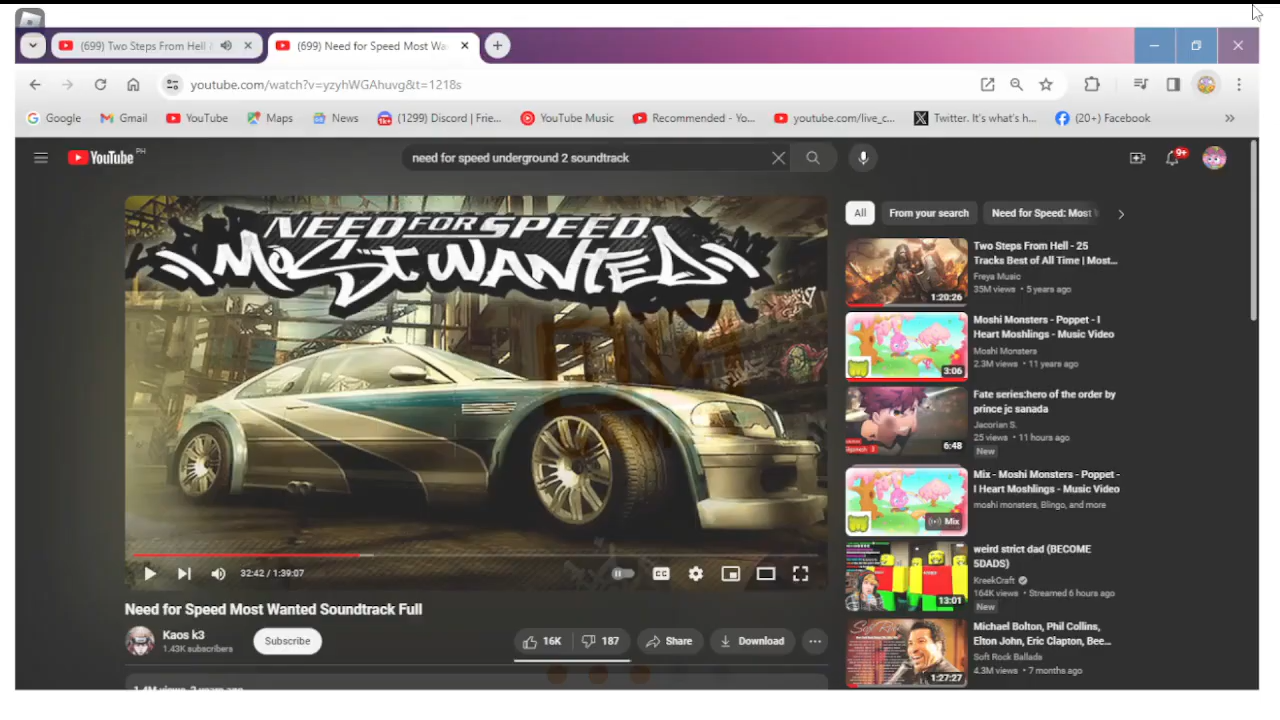 (699) Two Steps From Hell /
(699) Need for Speed Most Wa
youtube.com/watch?v=yzyhWGAhuvg&t=1218s
Google
Gmail
YouTube
Maps
News
(1299) Discord | Frie...
YouTube Music
Recommended - Yo...
youtube.com/live_c...
Twitter. It's what's h...
(20+) Facebook
YouTube PH
need for speed underground 2 soundtrack
9+
NEED FOR SPEED
MOST WANTED
All
From your search
Need for Speed: Most
Two Steps From Hell - 25
Tracks Best of All Time | Most...
Freya Music
35M views • 5 years ago
1:20:26
Moshi Monsters - Poppet - I
Heart Moshlings - Music Video
Moshi Monsters
2.3M views • 11 years ago
3:06
Fate series:hero of the order by
prince jc sanada
Jacorian S.
25 views • 11 hours ago
New
6:48
Mix - Moshi Monsters - Poppet -
I Heart Moshlings - Music Video
moshi monsters, Blingo, and more
Mix
weird strict dad (BECOME
5DADS)
KreekCraft
164K views • Streamed 6 hours ago
New
13:01
Michael Bolton, Phil Collins,
Elton John, Eric Clapton, Bee...
Soft Rock Ballads
4.3M views • 7 months ago
1:27:27
32:42 / 1:39:07
CC
Need for Speed Most Wanted Soundtrack Full
Kaos k3
1.43K subscribers
Subscribe
16K
187
Share
Download
1.4M views 2 years ago